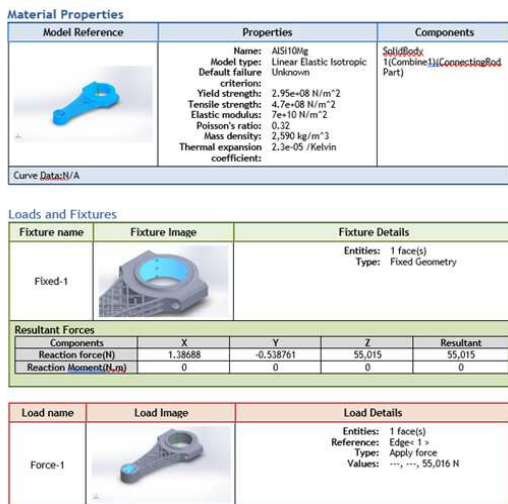 Material Properties
Model Reference Properties Components
Name: AlSi10Mg
Model type: Linear Elastic Isotropic
Default failure criterion: Unknown
Yield strength: 2.95e+08 N/m^2
Tensile strength: 4.7e+08 N/m^2
Elastic modulus: 7e+10 N/m^2
Poisson's ratio: 0.32
Mass density: 2,590 kg/m^3
Thermal expansion coefficient: 2.3e-05 /Kelvin
SolidBody
1(Combine1)(ConnectingRod
Part)
Curve Data:N/A
Loads and Fixtures
Fixture name Fixture Image Fixture Details
Fixed-1
Entities: 1 face(s)
Type: Fixed Geometry
Resultant Forces
Components X Y Z Resultant
Reaction force(N) 1.38688 -0.538761 55,015 55,015
Reaction Moment(N.m) 0 0 0 0
Load name Load Image Load Details
Force-1
Entities: 1 face(s)
Reference: Edge< 1 >
Type: Apply force
Values: ---, ---, 55,016 N